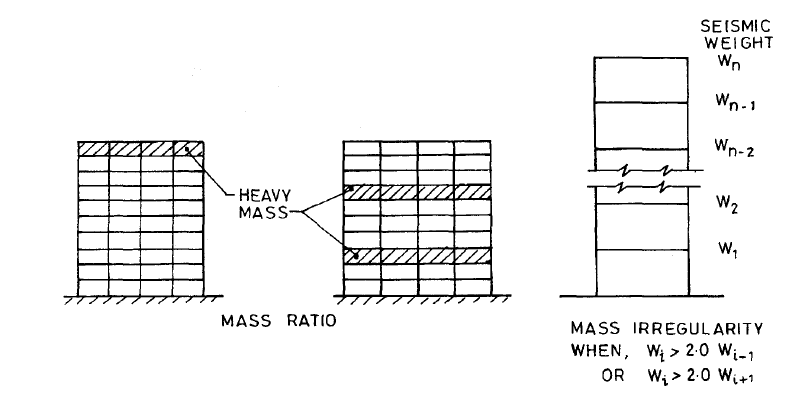 HEAVY
MASS
MASS RATIO
SEISMIC
WEIGHT
Wn
Wn-1
Wn-2
W2
W1
MASS IRREGULARITY
WHEN, Wi > 2·0 Wi-1
OR Wi > 2·0 Wi+1